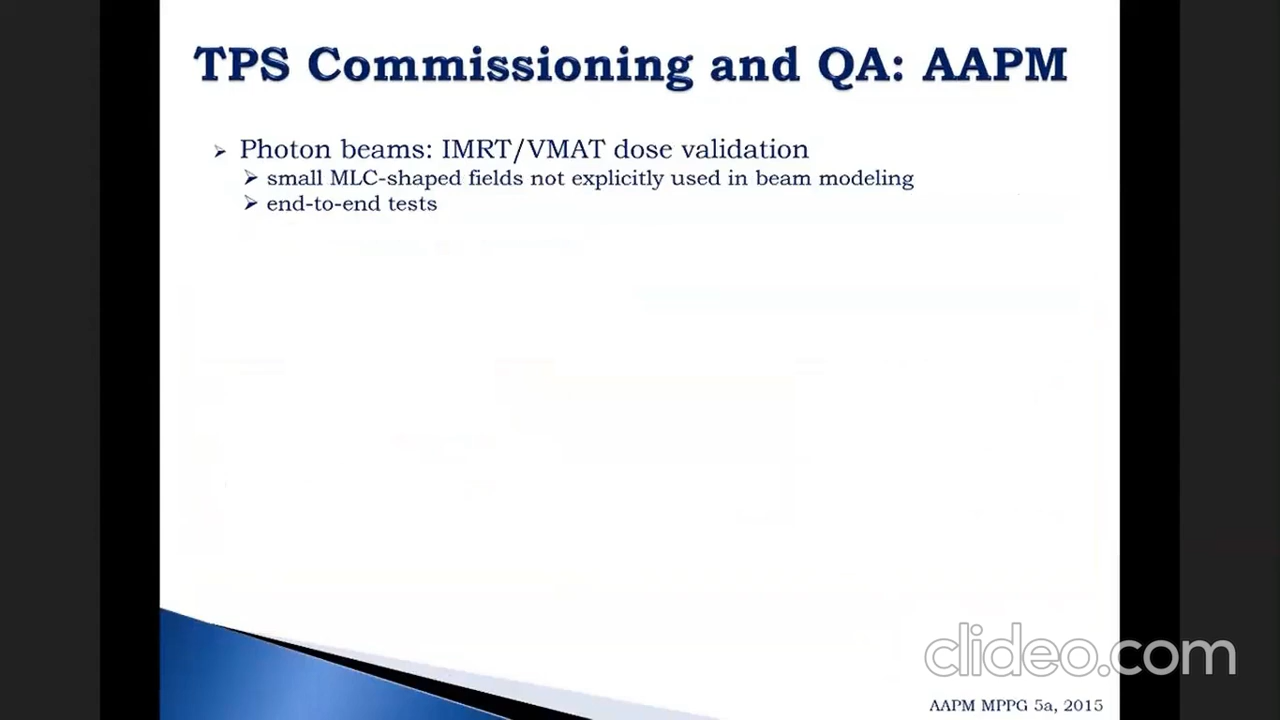 TPS Commissioning and QA: AAPM
Photon beams: IMRT/VMAT dose validation
small MLC-shaped fields not explicitly used in beam modeling
end-to-end tests
clideo.com
AAPM MPPG 5a, 2015